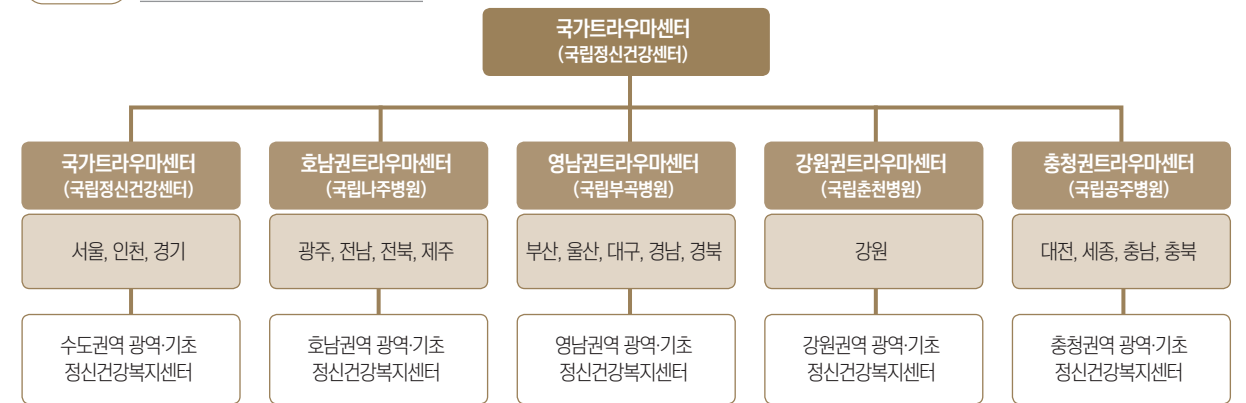 국가트라우마센터
(국립정신건강센터)
국가트라우마센터
(국립정신건강센터)
호남권트라우마센터
(국립나주병원)
영남권트라우마센터
(국립부곡병원)
강원권트라우마센터
(국립춘천병원)
충청권트라우마센터
(국립공주병원)
서울, 인천, 경기
광주, 전남, 전북, 제주
부산, 울산, 대구, 경남, 경북
강원
대전, 세종, 충남, 충북
수도권역 광역·기초
정신건강복지센터
호남권역 광역·기초
정신건강복지센터
영남권역 광역·기초
정신건강복지센터
강원권역 광역·기초
정신건강복지센터
충청권역 광역·기초
정신건강복지센터